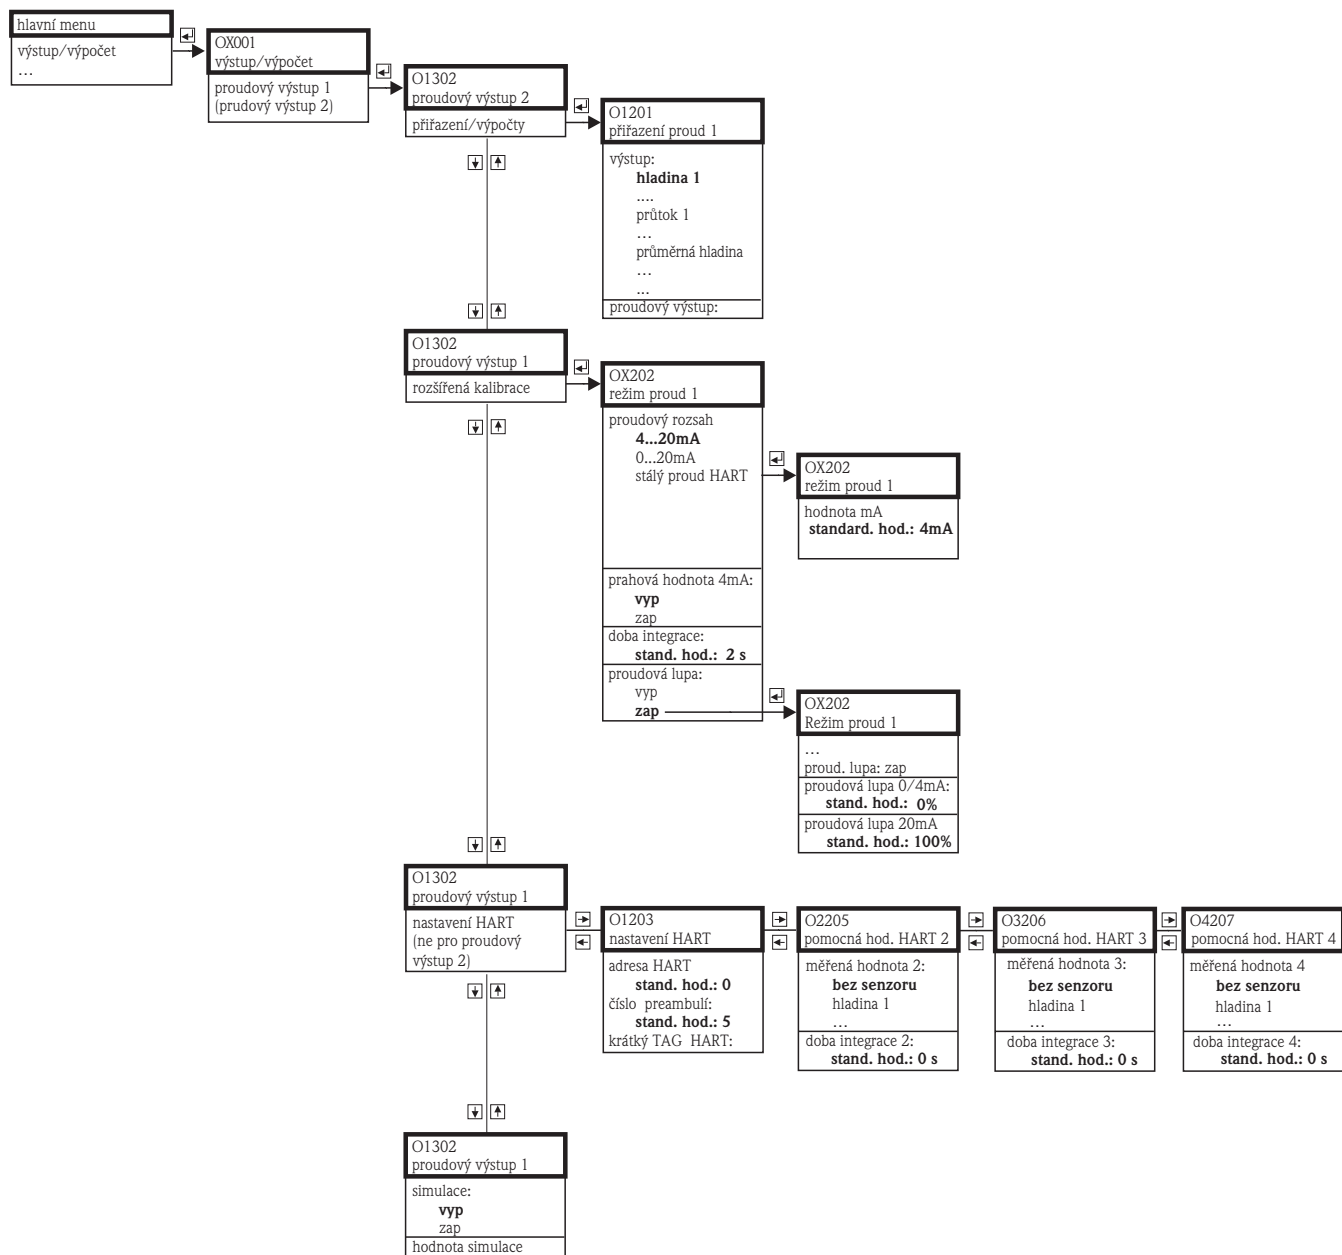 hlavní menu
výstup/výpočet
...
OX001
výstup/výpočet
proudový výstup 1
(prudový výstup 2)
O1302
proudový výstup 2
přiřazení/výpočty
O1201
přiřazení proud 1
výstup:
hladina 1
....
průtok 1
...
průměrná hladina
...
...
proudový výstup:
O1302
proudový výstup 1
rozšířená kalibrace
OX202
režim proud 1
proudový rozsah
4...20mA
0...20mA
stálý proud HART
OX202
režim proud 1
hodnota mA
standard. hod.: 4mA
prahová hodnota 4mA:
vyp
zap
doba integrace:
stand. hod.: 2 s
proudová lupa:
vyp
zap
OX202
Režim proud 1
...
proud. lupa: zap
proudová lupa 0/4mA:
stand. hod.: 0%
proudová lupa 20mA
stand. hod.: 100%
O1302
proudový výstup 1
nastavení HART
(ne pro proudový
výstup 2)
O1203
nastavení HART
adresa HART
stand. hod.: 0
číslo preambulí:
stand. hod.: 5
krátký TAG HART:
O2205
pomocná hod. HART 2
měřená hodnota 2:
bez senzoru
hladina 1
...
doba integrace 2:
stand. hod.: 0 s
O3206
pomocná hod. HART 3
měřená hodnota 3:
bez senzoru
hladina 1
...
doba integrace 3:
stand. hod.: 0 s
O4207
pomocná hod. HART 4
měřená hodnota 4
bez senzoru
hladina 1
...
doba integrace 4:
stand. hod.: 0 s
O1302
proudový výstup 1
simulace:
vyp
zap
hodnota simulace